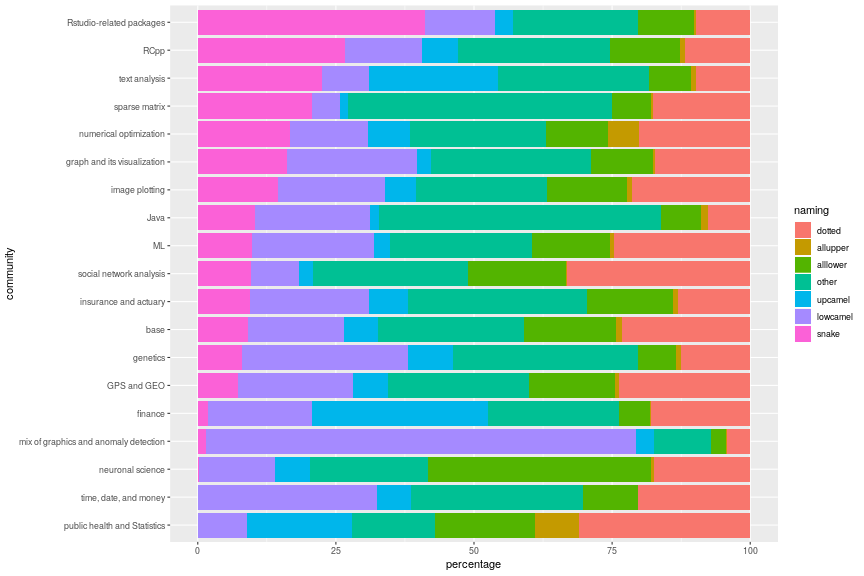 community
Rstudio-related packages
RCpp
text analysis
sparse matrix
numerical optimization
graph and its visualization
image plotting
Java
ML
social network analysis
insurance and actuary
base
genetics
GPS and GEO
finance
mix of graphics and anomaly detection
neuronal science
time, date, and money
public health and Statistics
0 25 50 75 100
percentage
naming
dotted
allupper
alllower
other
upcamel
lowcamel
snake